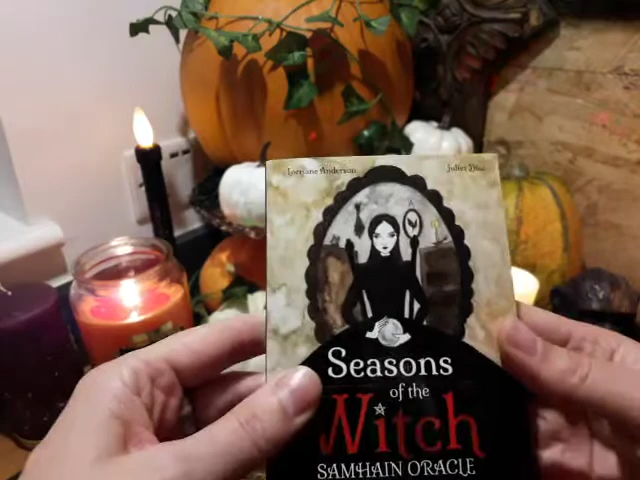 Lorriane Anderson
Juliet Diaz
Seasons
of the
Witch
SAMHAIN ORACLE